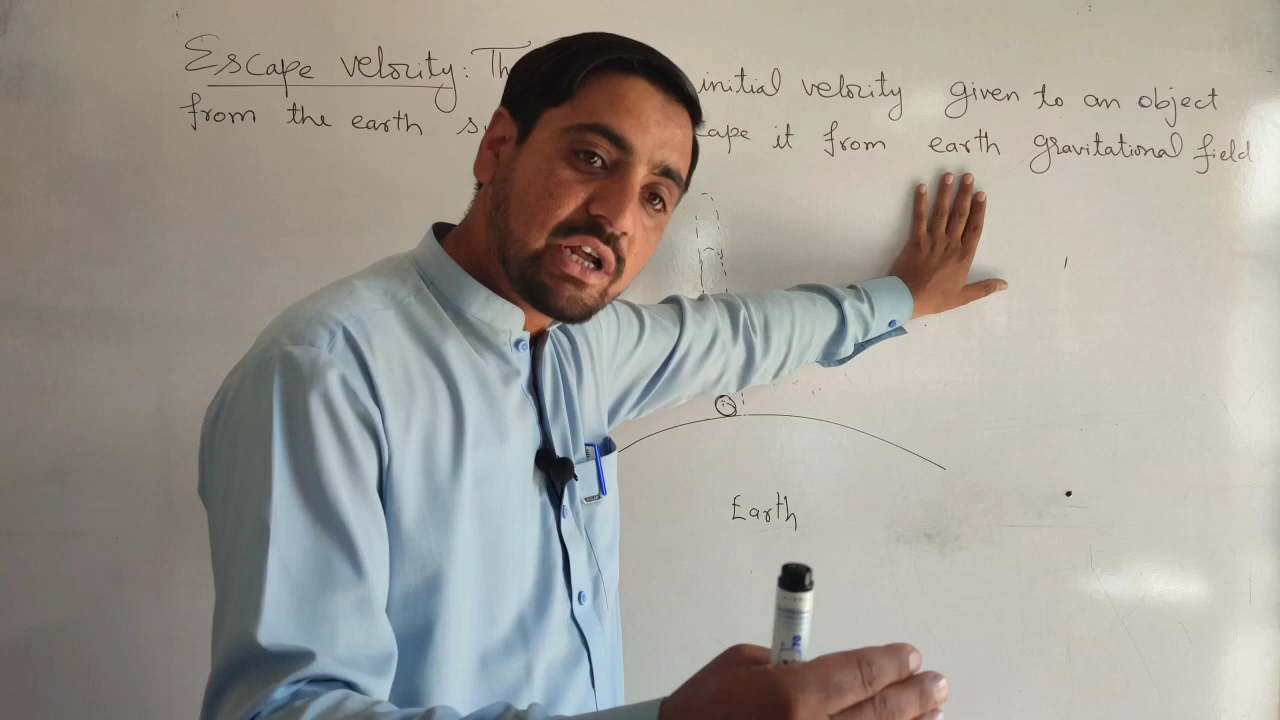 Escape velocity: Th initial velocity given to an object
from the earth s cape it from earth gravitational field
Earth